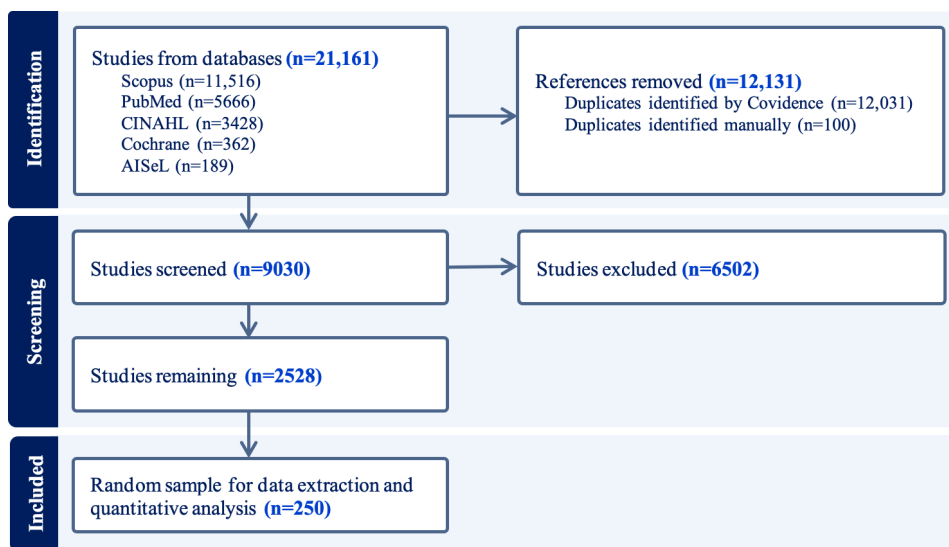 Identification
Studies from databases (n=21,161)
Scopus (n=11,516)
PubMed (n=5666)
CINAHL (n=3428)
Cochrane (n=362)
AISeL (n=189)
References removed (n=12,131)
Duplicates identified by Covidence (n=12,031)
Duplicates identified manually (n=100)
Screening
Studies screened (n=9030)
Studies excluded (n=6502)
Studies remaining (n=2528)
Included
Random sample for data extraction and
quantitative analysis (n=250)